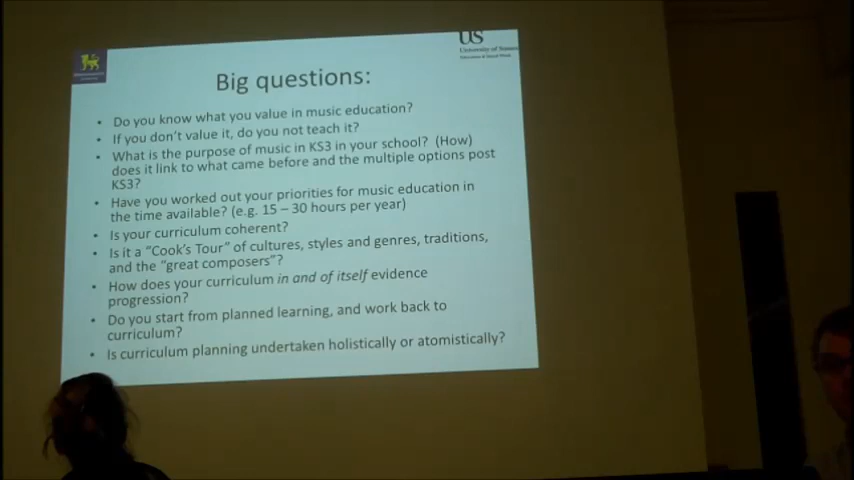 US
University of Sussex
Big questions:
• Do you know what you value in music education?
• If you don't value it, do you not teach it?
• What is the purpose of music in KS3 in your school? (How)
does it link to what came before and the multiple options post
KS3?
• Have you worked out your priorities for music education in
the time available? (e.g. 15 – 30 hours per year)
• Is your curriculum coherent?
• Is it a “Cook's Tour” of cultures, styles and genres, traditions,
and the “great composers”?
• How does your curriculum in and of itself evidence
progression?
• Do you start from planned learning, and work back to
curriculum?
• Is curriculum planning undertaken holistically or atomistically?